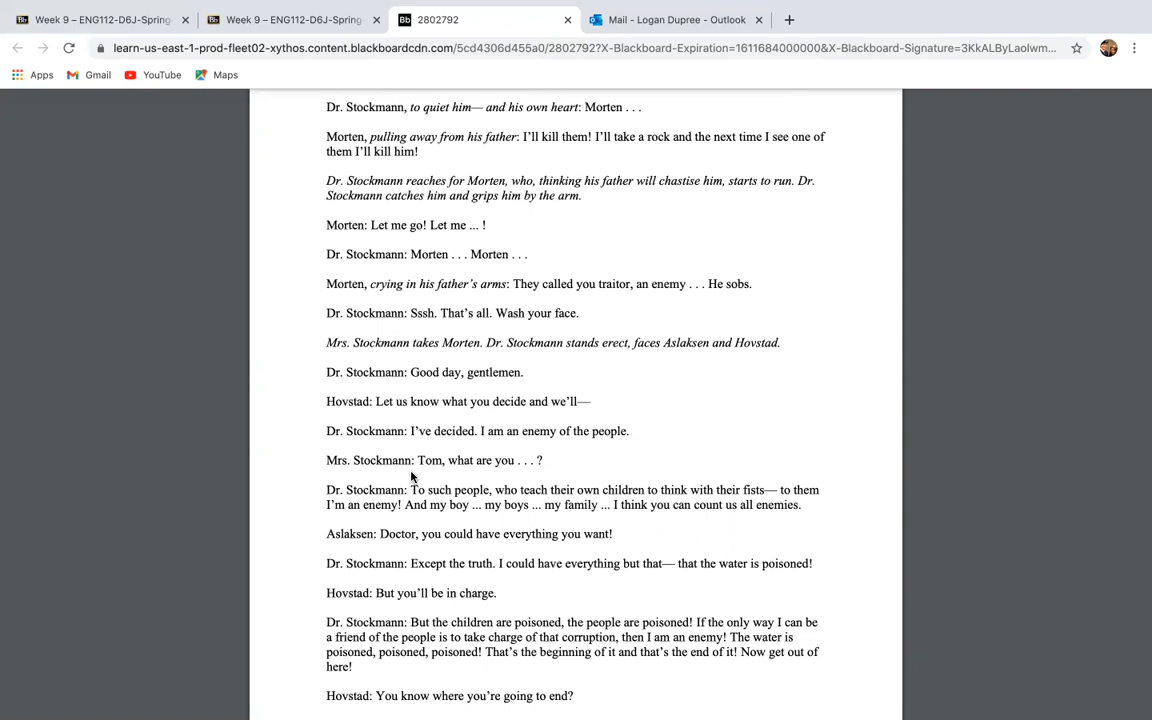 Week 9 – ENG112-D6J-Spring-
Week 9 – ENG112-D6J-Spring-
Bb 2802792
Mail - Logan Dupree - Outlook
learn-us-east-1-prod-fleet02-xythos.content.blackboardcdn.com/5cd4306d455a0/2802792?X-Blackboard-Expiration=1611684000000&X-Blackboard-Signature=3KkALByLaolwm...
Apps Gmail YouTube Maps
Dr. Stockmann, to quiet him— and his own heart: Morten . . .
Morten, pulling away from his father: I’ll kill them! I’ll take a rock and the next time I see one of
them I’ll kill him!
Dr. Stockmann reaches for Morten, who, thinking his father will chastise him, starts to run. Dr.
Stockmann catches him and grips him by the arm.
Morten: Let me go! Let me ... !
Dr. Stockmann: Morten . . . Morten . . .
Morten, crying in his father’s arms: They called you traitor, an enemy . . . He sobs.
Dr. Stockmann: Sssh. That’s all. Wash your face.
Mrs. Stockmann takes Morten. Dr. Stockmann stands erect, faces Aslaksen and Hovstad.
Dr. Stockmann: Good day, gentlemen.
Hovstad: Let us know what you decide and we’ll—
Dr. Stockmann: I’ve decided. I am an enemy of the people.
Mrs. Stockmann: Tom, what are you . . . ?
Dr. Stockmann: To such people, who teach their own children to think with their fists— to them
I’m an enemy! And my boy ... my boys ... my family ... I think you can count us all enemies.
Aslaksen: Doctor, you could have everything you want!
Dr. Stockmann: Except the truth. I could have everything but that— that the water is poisoned!
Hovstad: But you’ll be in charge.
Dr. Stockmann: But the children are poisoned, the people are poisoned! If the only way I can be
a friend of the people is to take charge of that corruption, then I am an enemy! The water is
poisoned, poisoned, poisoned! That’s the beginning of it and that’s the end of it! Now get out of
here!
Hovstad: You know where you’re going to end?